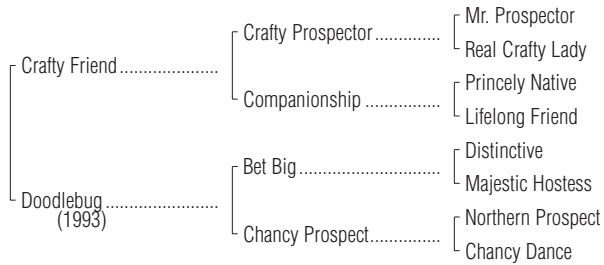 Mr. Prospector
Crafty Prospector..............
Real Crafty Lady
Crafty Friend.....................
Princely Native
Companionship ................
Lifelong Friend
Distinctive
Bet Big..............................
Majestic Hostess
Doodlebug........................
(1993)
Northern Prospect
Chancy Prospect...............
Chancy Dance